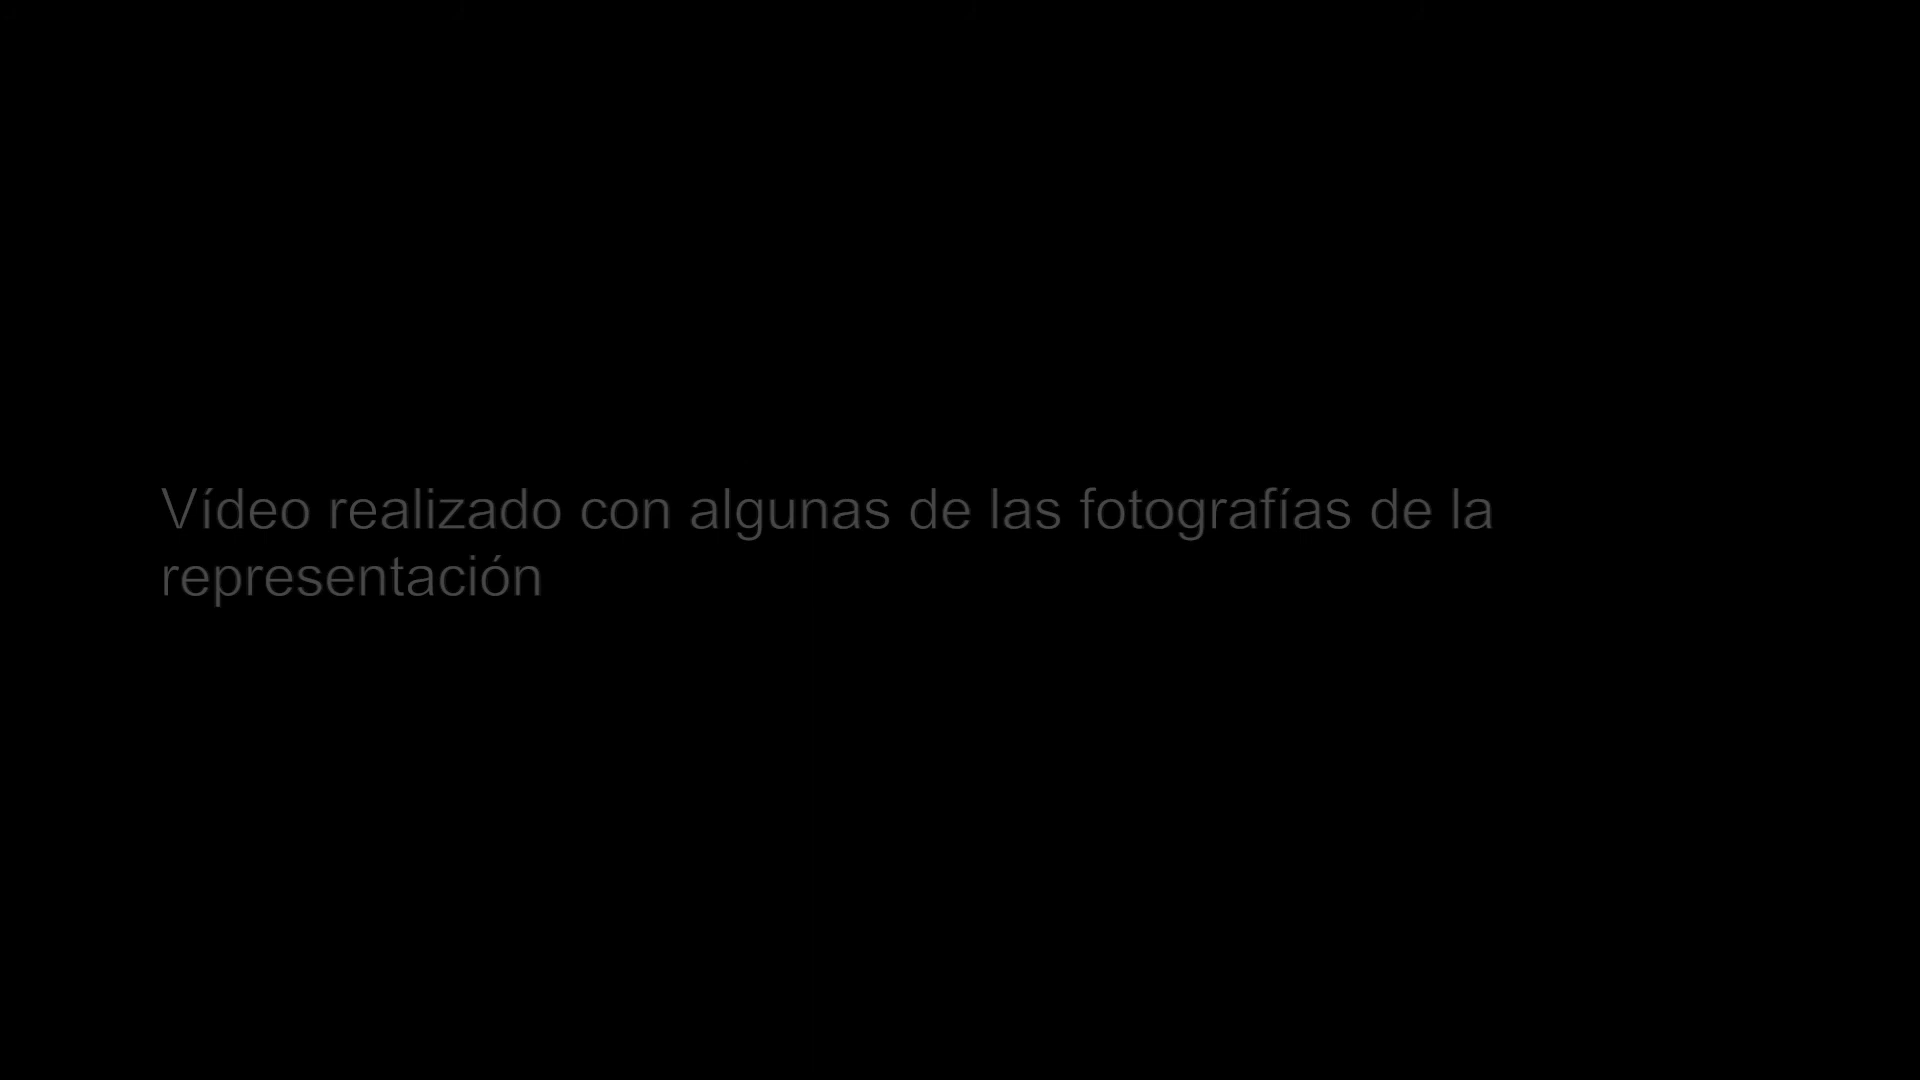 Vídeo realizado con algunas de las fotografías de la
representación